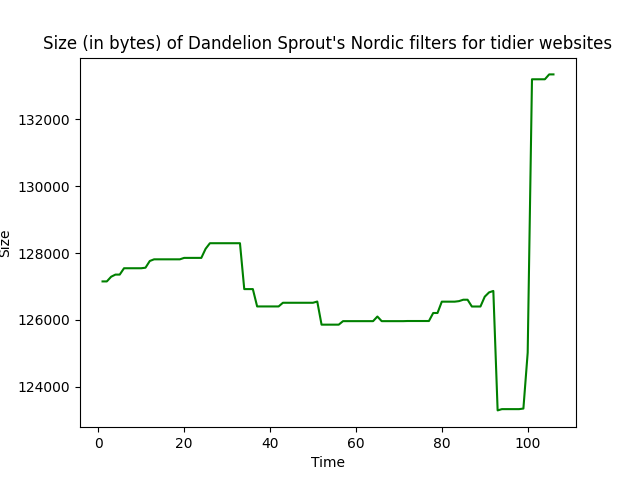 Size (in bytes) of Dandelion Sprout's Nordic filters for tidier websites
132000
130000
128000
126000
124000
Size
0 20 40 60 80 100
Time